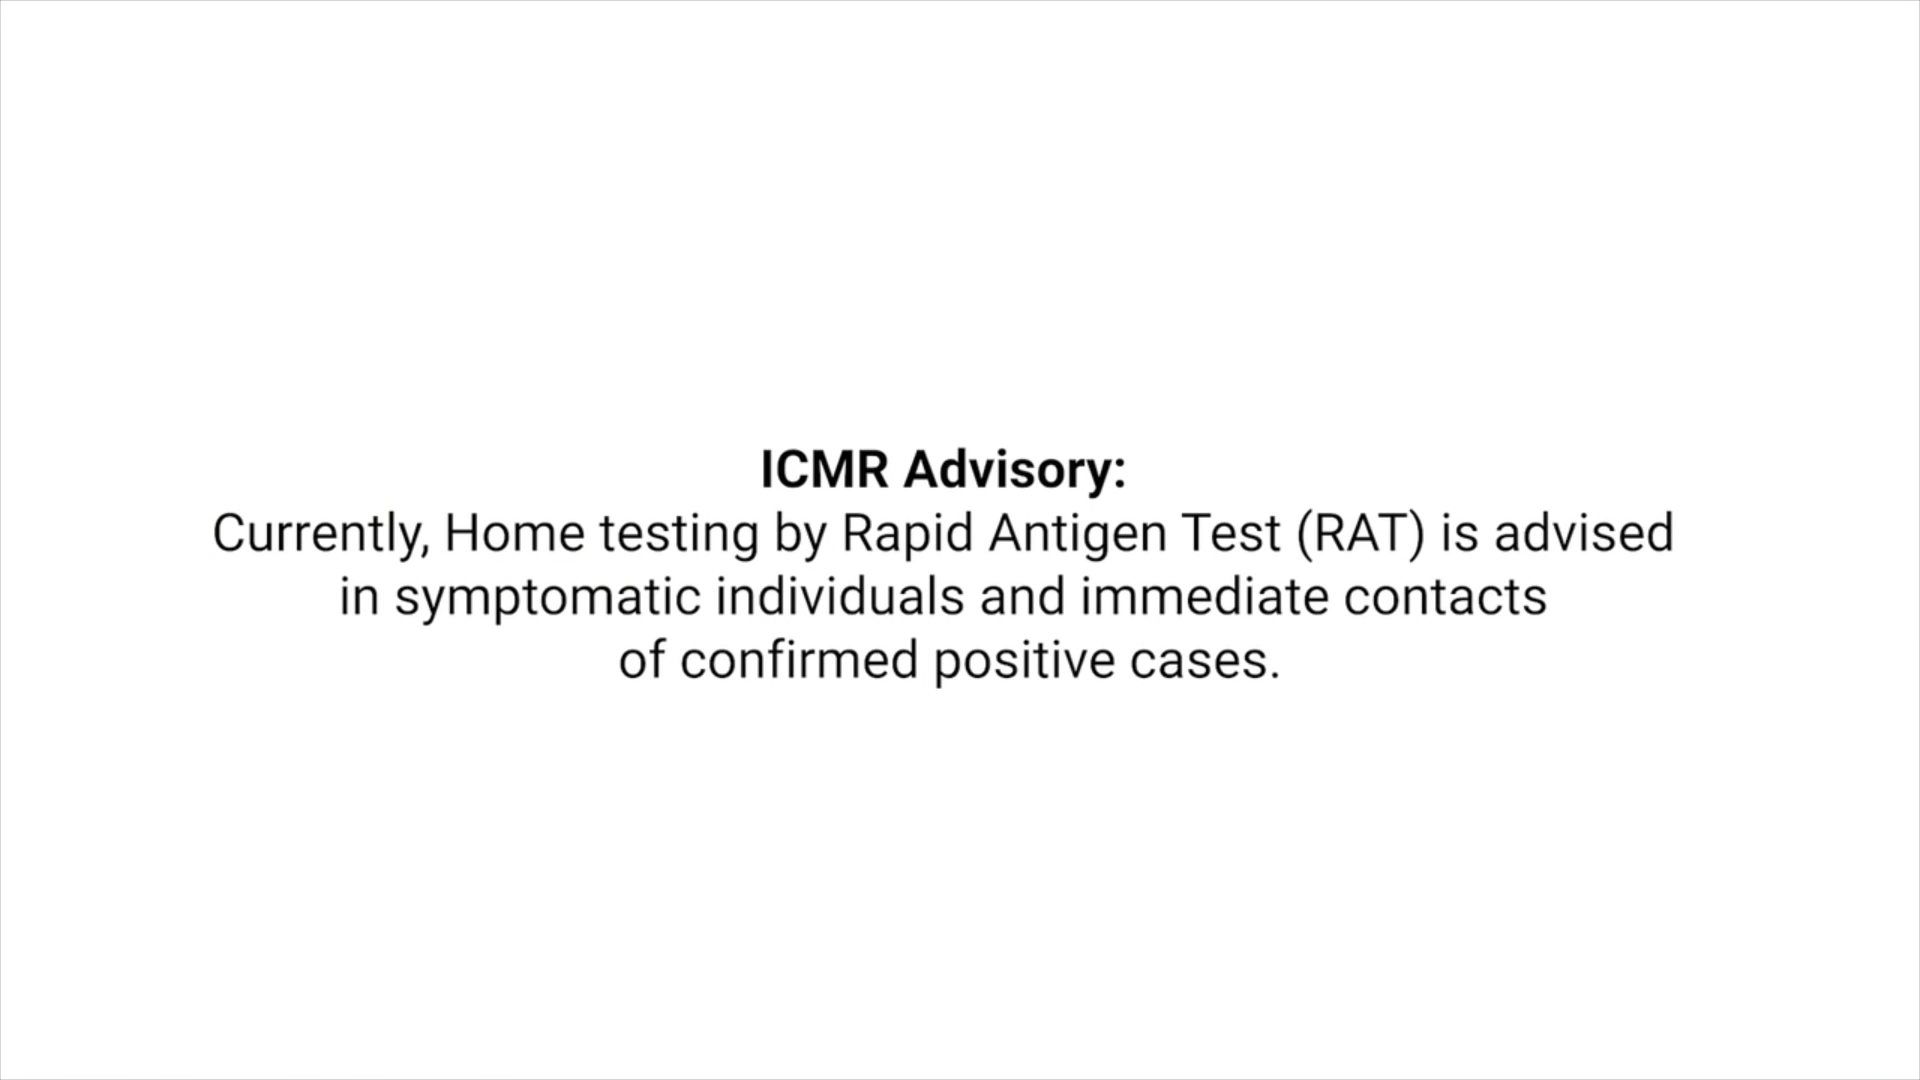 ICMR Advisory:
Currently, Home testing by Rapid Antigen Test (RAT) is advised
in symptomatic individuals and immediate contacts
of confirmed positive cases.